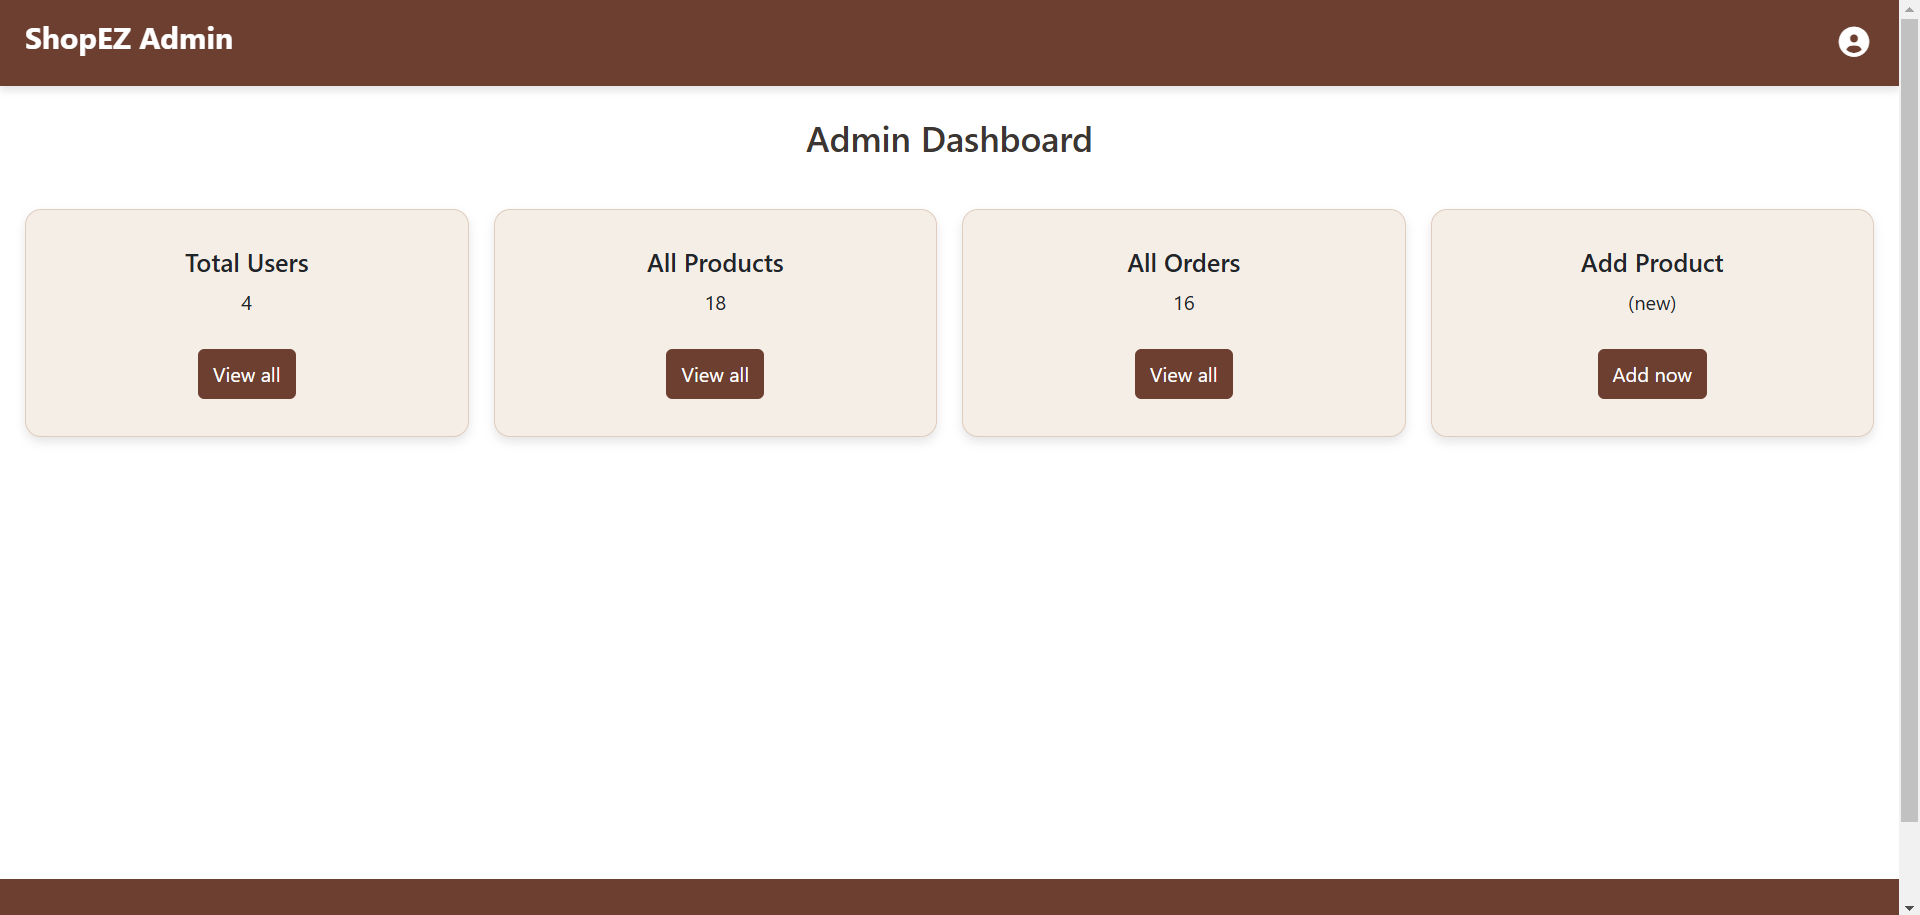 ShopEZ Admin
Admin Dashboard
Total Users
4
View all
All Products
18
View all
All Orders
16
View all
Add Product
(new)
Add now